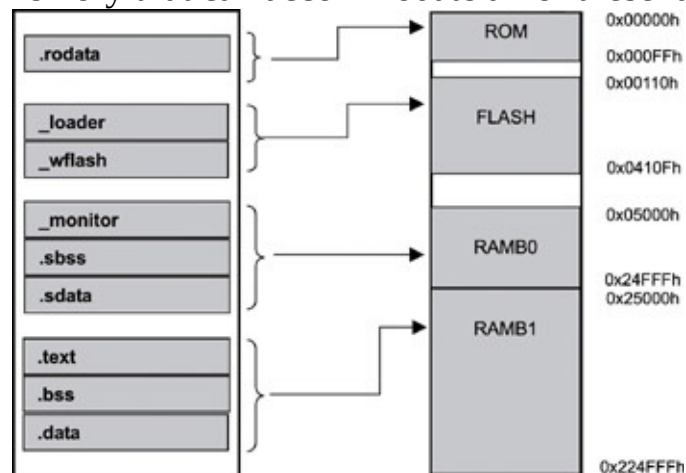 .rodata
_loader
_wflash
_monitor
.sbss
.sdata
.text
.bss
.data
ROM
FLASH
RAMB0
RAMB1
0x00000h
0x000FFh
0x00110h
0x0410Fh
0x05000h
0x24FFFh
0x25000h
0x224FFFh